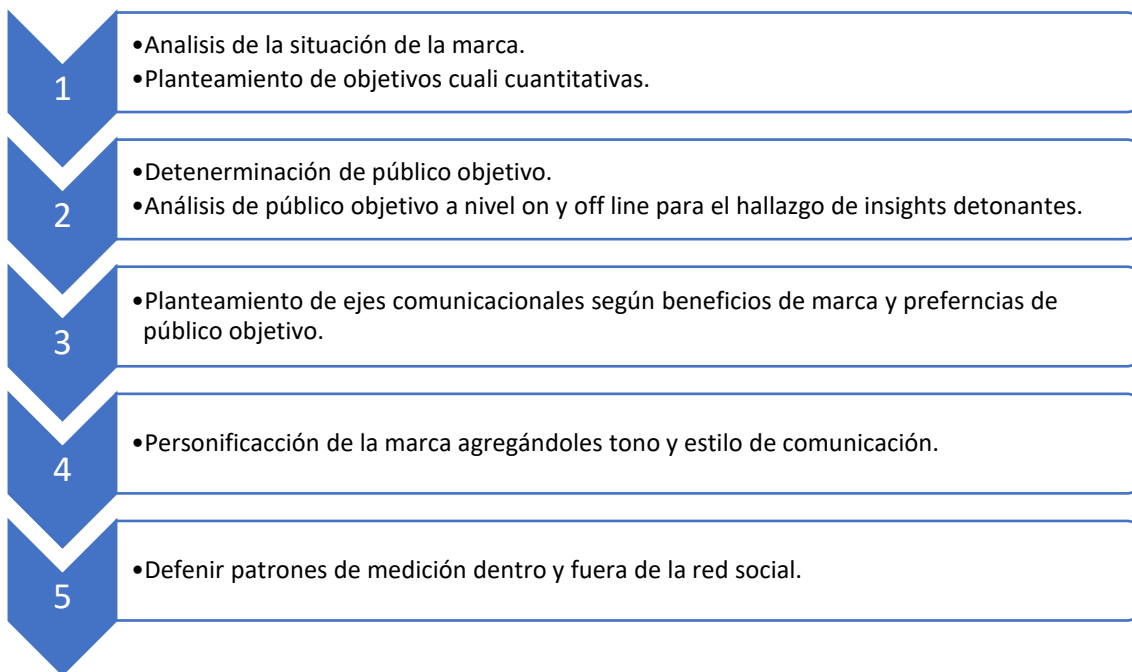 1
•Analisis de la situación de la marca.
•Planteamiento de objetivos cuali cuantitativas.
2
•Detenerminación de público objetivo.
•Análisis de público objetivo a nivel on y off line para el hallazgo de insights detonantes.
3
•Planteamiento de ejes comunicacionales según beneficios de marca y preferncias de
público objetivo.
4
•Personificacción de la marca agregándoles tono y estilo de comunicación.
5
•Defenir patrones de medición dentro y fuera de la red social.